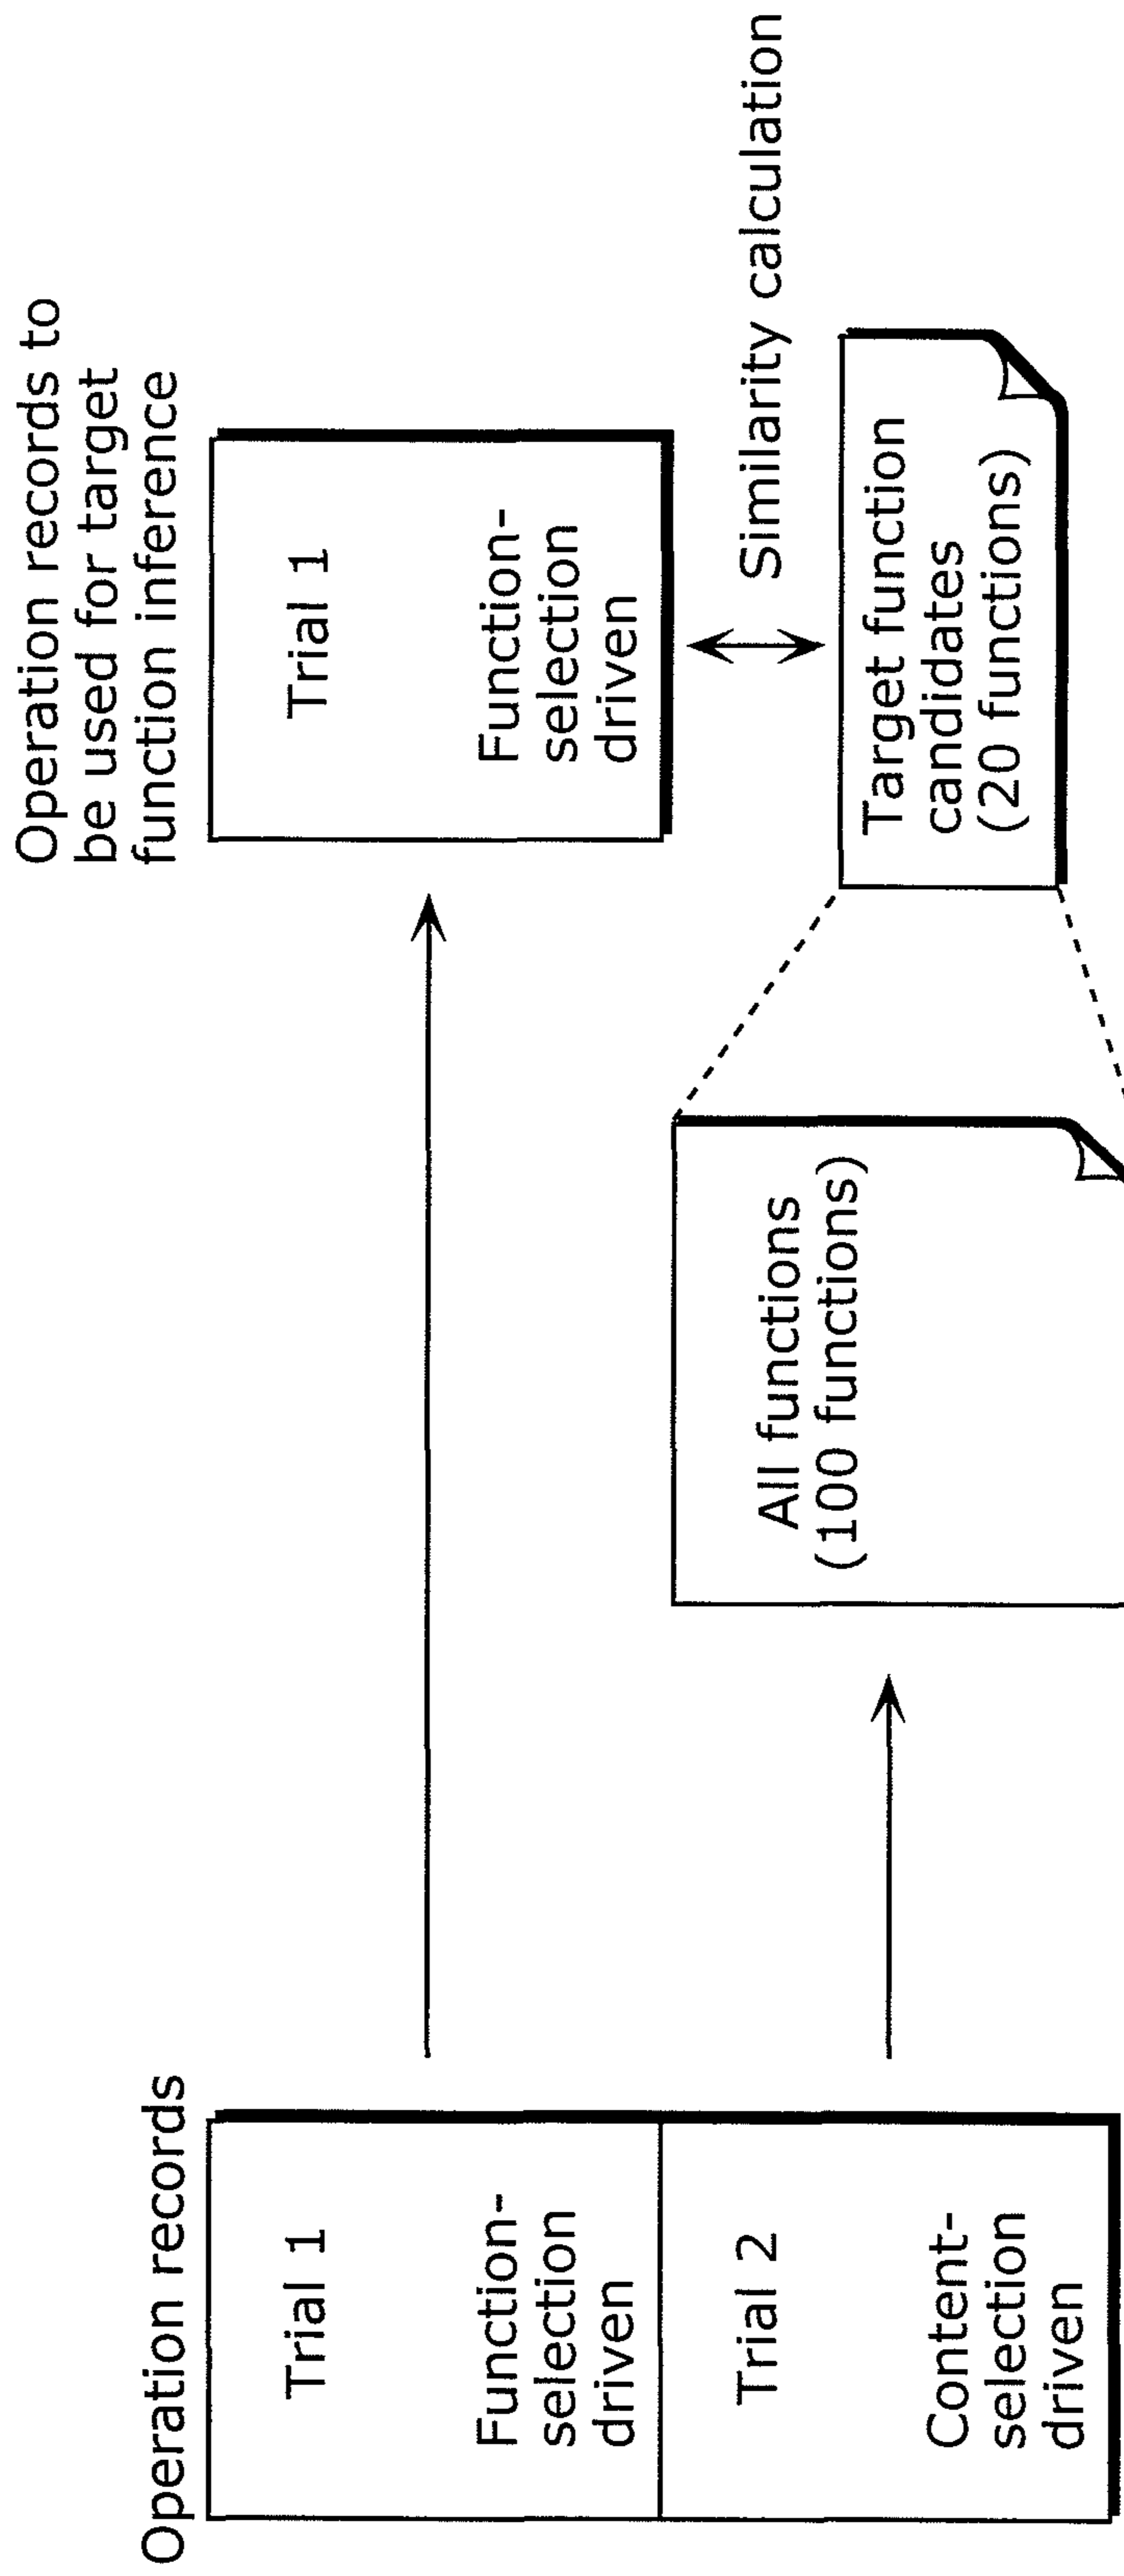 Operation records
Trial 1
Function-
selection
driven
Trial 2
Content-
selection
driven
All functions
(100 functions)
Operation records to
be used for target
function inference
Trial 1
Function-
selection
driven
Similarity calculation
Target function
candidates
(20 functions)